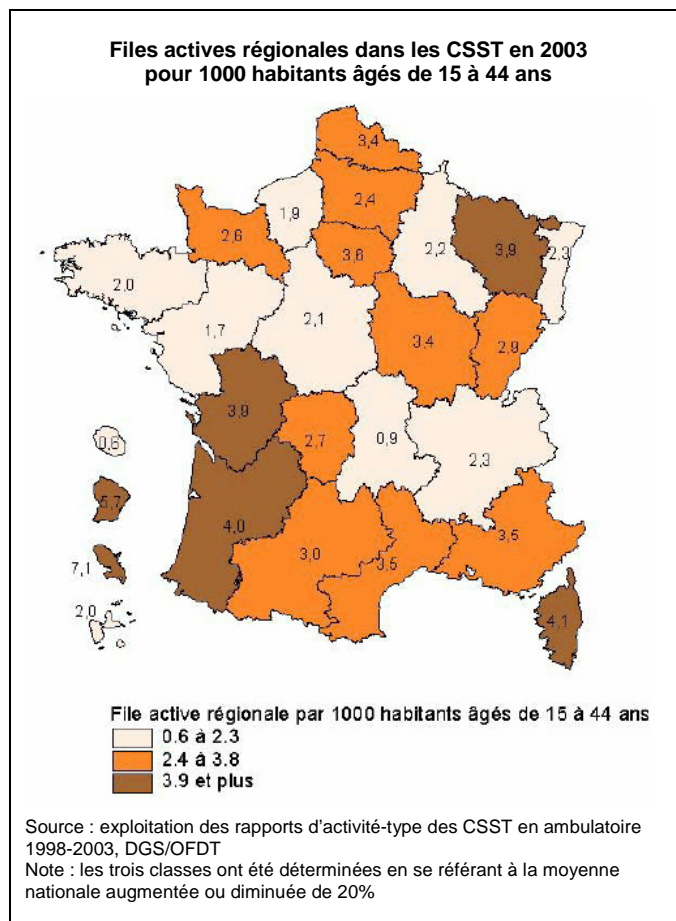 Files actives régionales dans les CSST en 2003
pour 1000 habitants âgés de 15 à 44 ans
3,4
2,4
1,9
2,6
3,6
2,2
3,9
2.3
2.0
1,7
2,1
3,4
2,9
3,9
2,7
0,9
2,3
0,6
5,7
4,0
3,0
3,5
3,5
7,1
2,0
4,1
File active régionale par 1000 habitants âgés de 15 à 44 ans
0.6 à 2.3
2.4 à 3.8
3.9 et plus
Source : exploitation des rapports d’activité-type des CSST en ambulatoire
1998-2003, DGS/OFDT
Note : les trois classes ont été déterminées en se référant à la moyenne
nationale augmentée ou diminuée de 20%